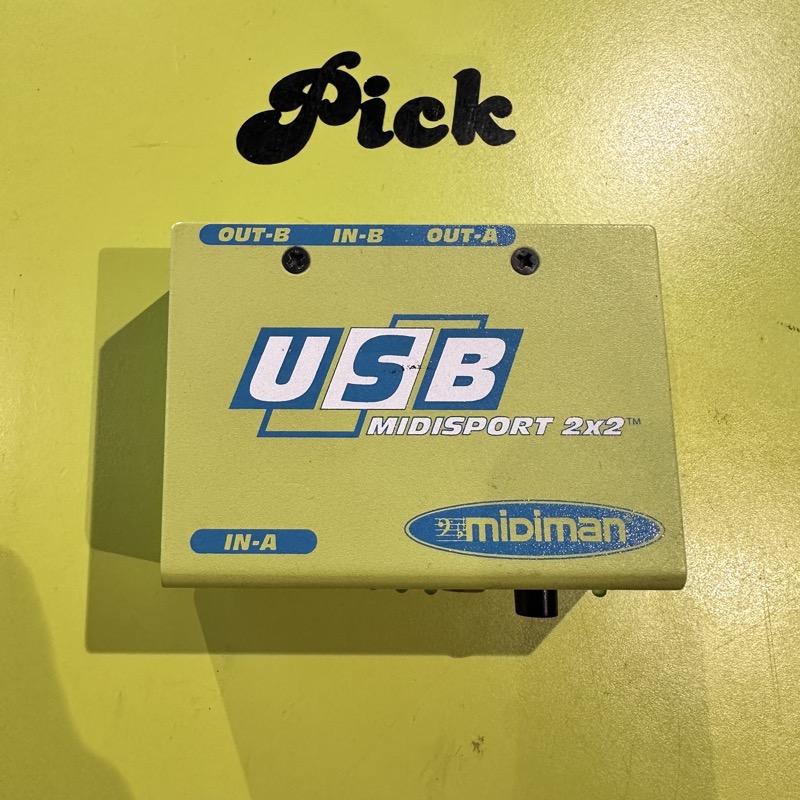 Pick
OUT-B IN-B OUT-A
USB
MIDISPORT 2x2™
IN-A
midiman